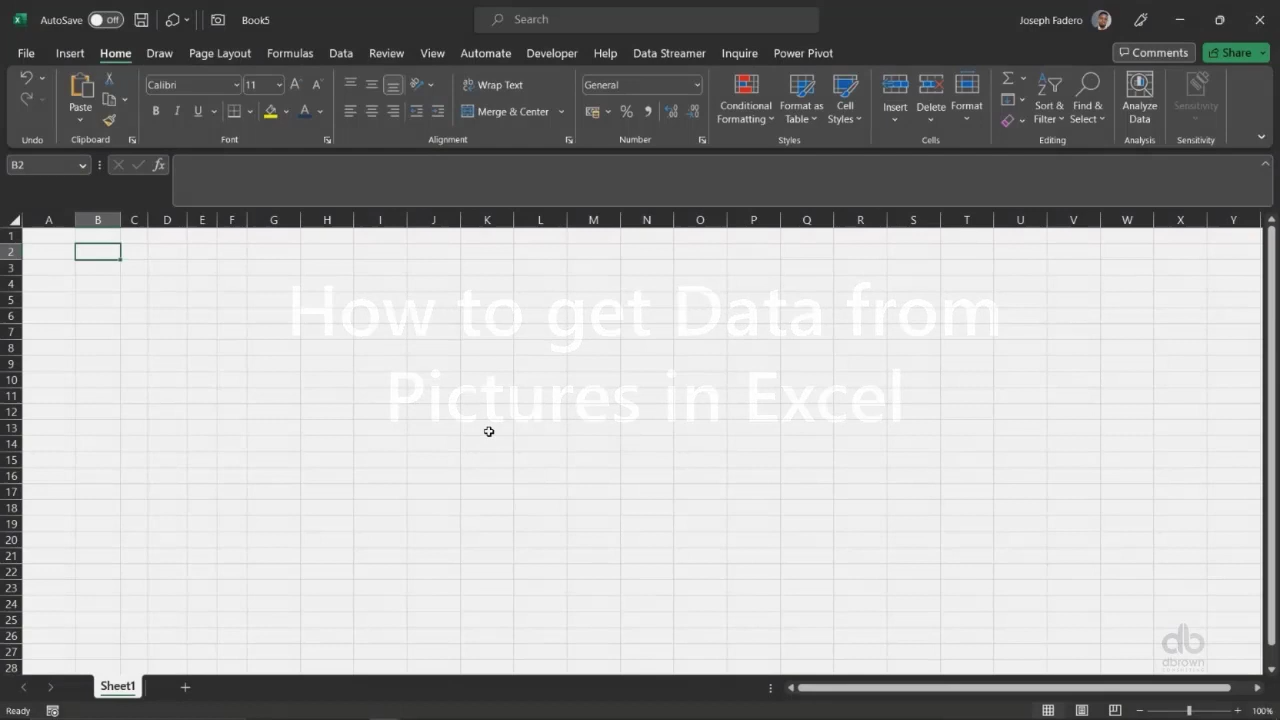 AutoSave Off Book5 Search Joseph Fadero
File Insert Home Draw Page Layout Formulas Data Review View Automate Developer Help Data Streamer Inquire Power Pivot Comments Share
Calibri 11 Wrap Text General
Paste B I U Merge & Center % Conditional Formatting Format as Table Cell Styles Insert Delete Format Sort & Filter Find & Select Analyze Data Sensitivity
Undo Clipboard Font Alignment Number Styles Cells Editing Analysis Sensitivity
B2 fx
A B C D E F G H I J K L M N O P Q R S T U V W X Y
1
2
3
4
5
6
7
8
9
10
11
12
13
14
15
16
17
18
19
20
21
22
23
24
25
26
27
28
How to get Data from
Pictures in Excel
db
dbrown
Sheet1
Ready 100%